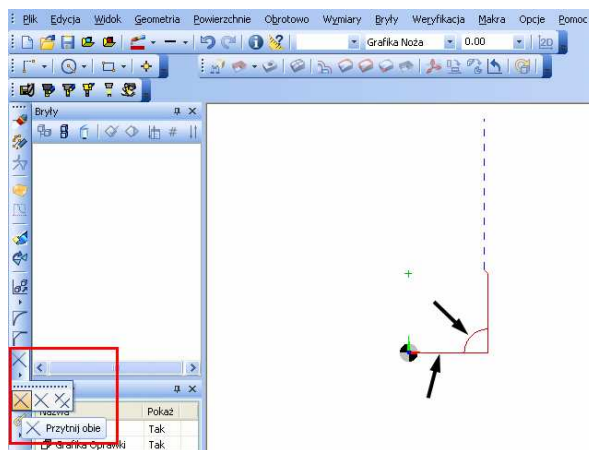 Plik Edycja Widok Geometria Powierzchnie Obrotowo Wymiary Bryły Weryfikacja Makra Opcje Pomoc
Grafika Noża 0.00 2D
Bryły
Nazwa Pokaż
Przytnij obie Tak
Grafika Oprawki Tak